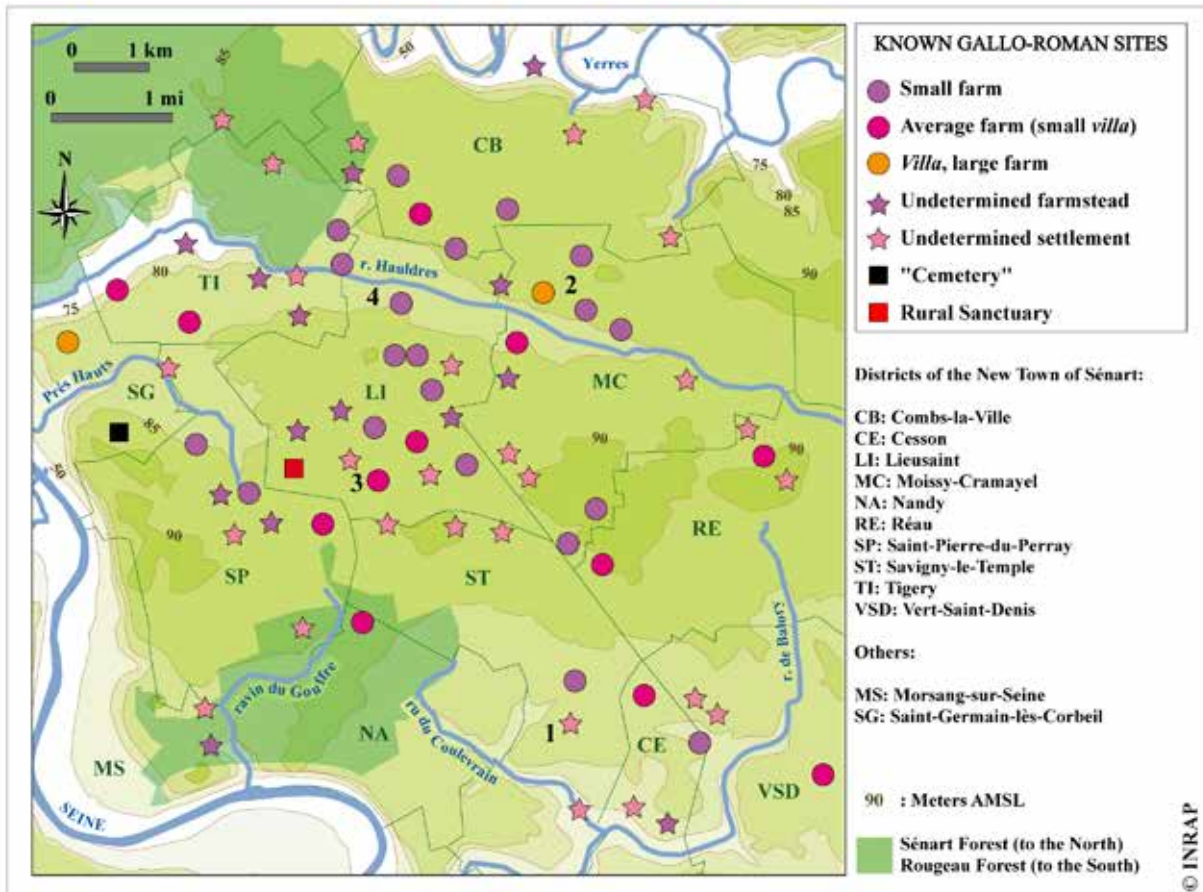 0 1 km
0 1 mi
N
85
50
Yerres
CB
75
80
85
90
80
TI
r. Hauldres
2
4
75
Prés Hauts
SG
LI
MC
85
90
90
50
3
90
SP
ST
RE
r. de Balory
ravin du Gouffre
ru du Coulevrain
NA
1
CE
MS
VSD
SEINE
KNOWN GALLO-ROMAN SITES
Small farm
Average farm (small villa)
Villa, large farm
Undetermined farmstead
Undetermined settlement
"Cemetery"
Rural Sanctuary
Districts of the New Town of Sénart:
CB: Combs-la-Ville
CE: Cesson
LI: Lieusaint
MC: Moissy-Cramayel
NA: Nandy
RE: Réau
SP: Saint-Pierre-du-Perray
ST: Savigny-le-Temple
TI: Tigery
VSD: Vert-Saint-Denis
Others:
MS: Morsang-sur-Seine
SG: Saint-Germain-lès-Corbeil
90 : Meters AMSL
Sénart Forest (to the North)
Rougeau Forest (to the South)
© INRAP